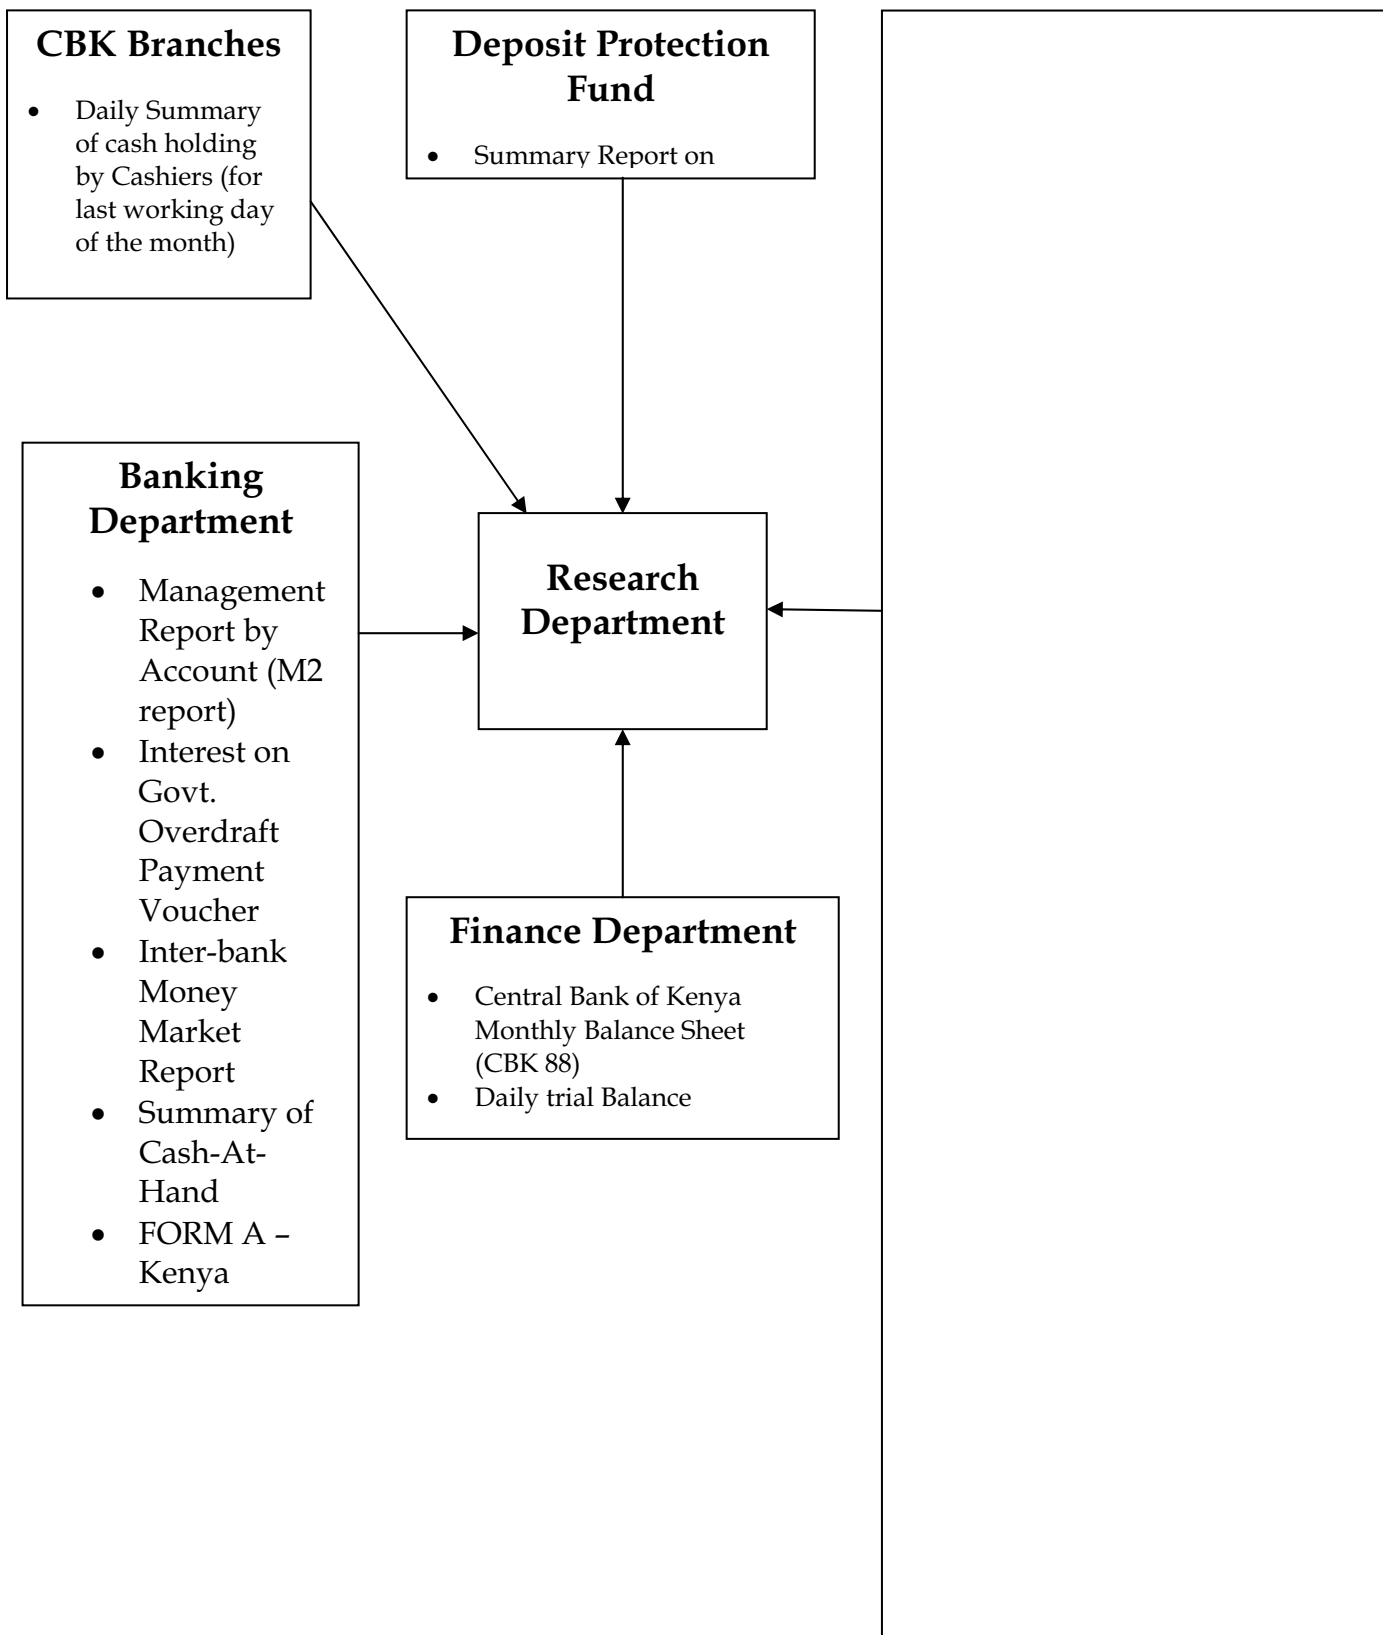 CBK Branches
• Daily Summary
of cash holding
by Cashiers (for
last working day
of the month)
Deposit Protection
Fund
• Summary Report on
Banking
Department
• Management
Report by
Account (M2
report)
• Interest on
Govt.
Overdraft
Payment
Voucher
• Inter-bank
Money
Market
Report
• Summary of
Cash-At-
Hand
• FORM A –
Kenya
Research
Department
Finance Department
• Central Bank of Kenya
Monthly Balance Sheet
(CBK 88)
• Daily trial Balance